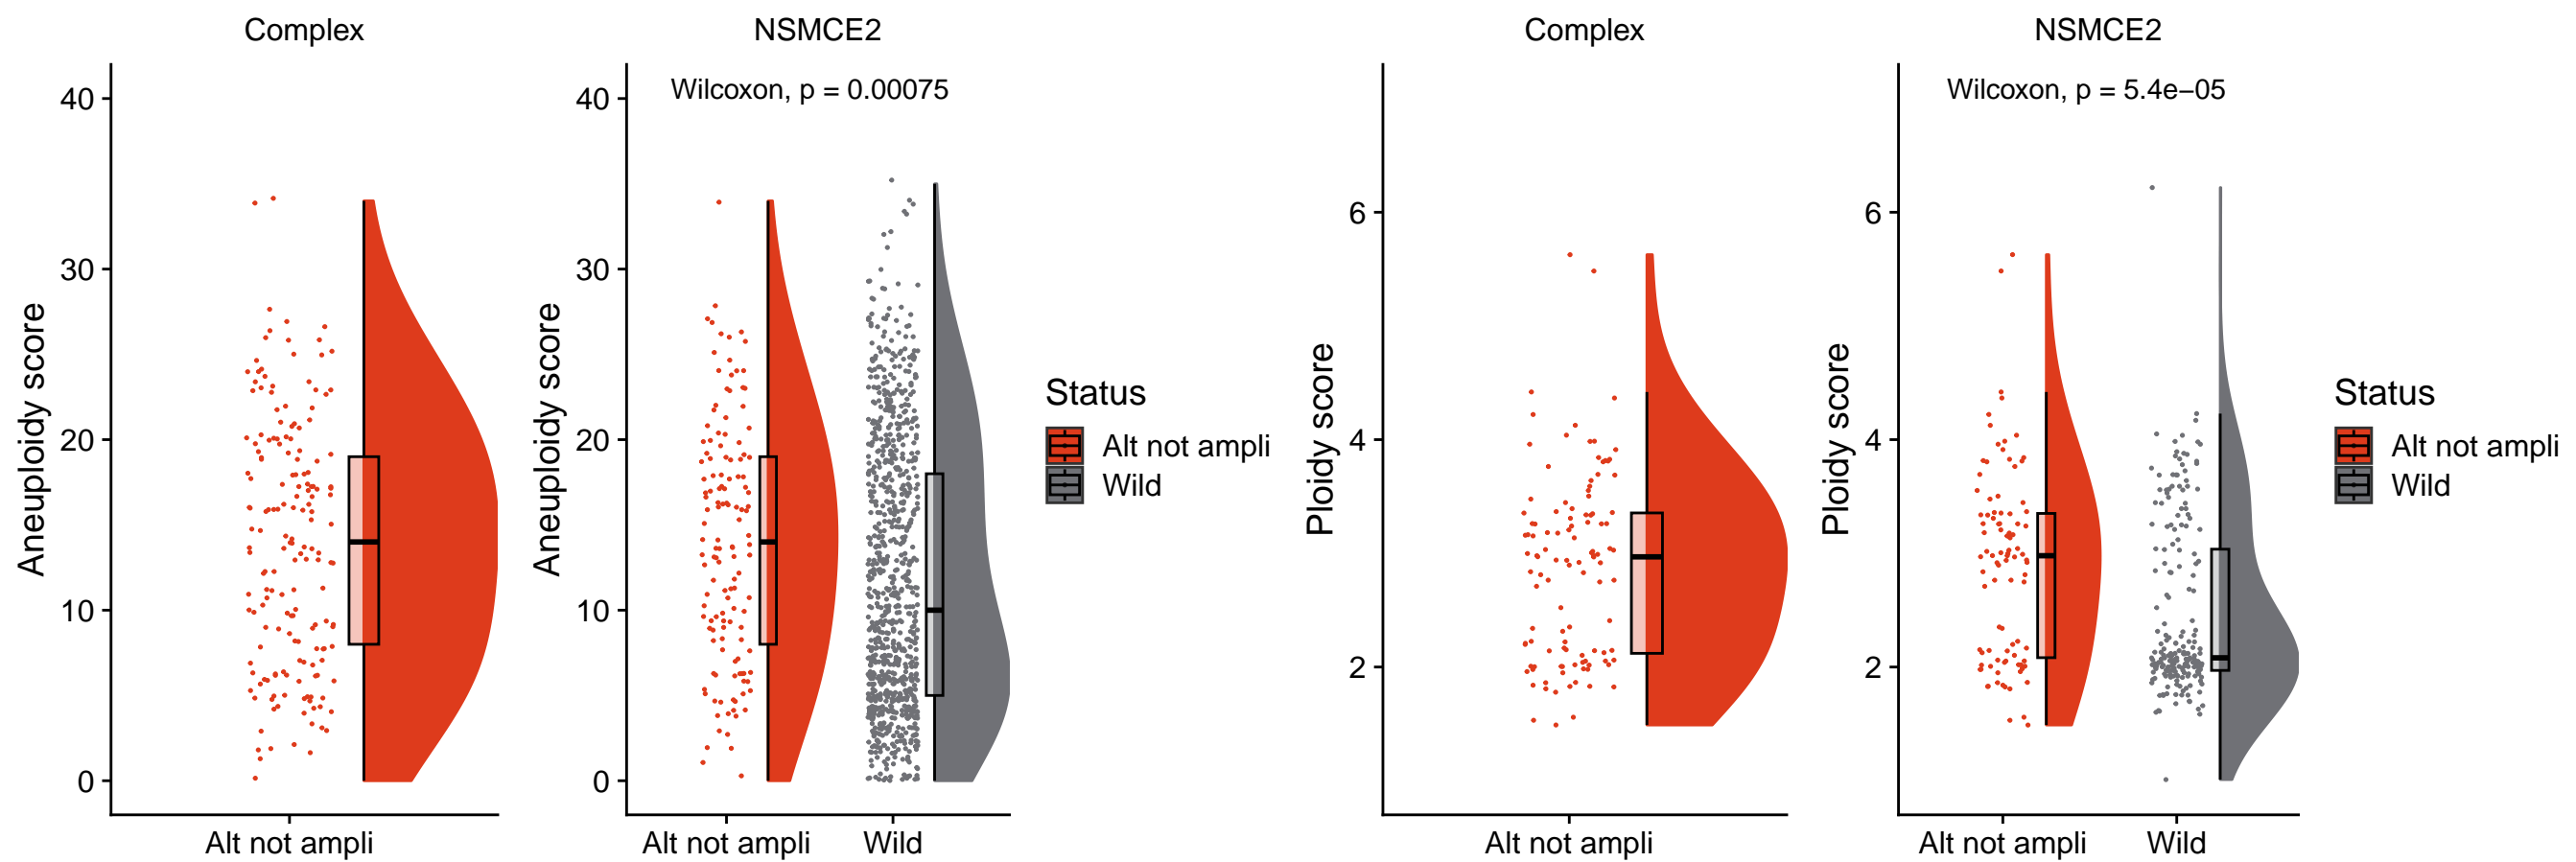 Complex
NSMCE2
Complex
NSMCE2
Wilcoxon, p = 0.00075
Wilcoxon, p = 5.4e−05
Aneuploidy score
40
30
20
10
0
Alt not ampli
Aneuploidy score
40
30
20
10
0
Alt not ampli
Wild
Status
Alt not ampli
Wild
Ploidy score
6
4
2
Alt not ampli
Ploidy score
6
4
2
Alt not ampli
Wild
Status
Alt not ampli
Wild